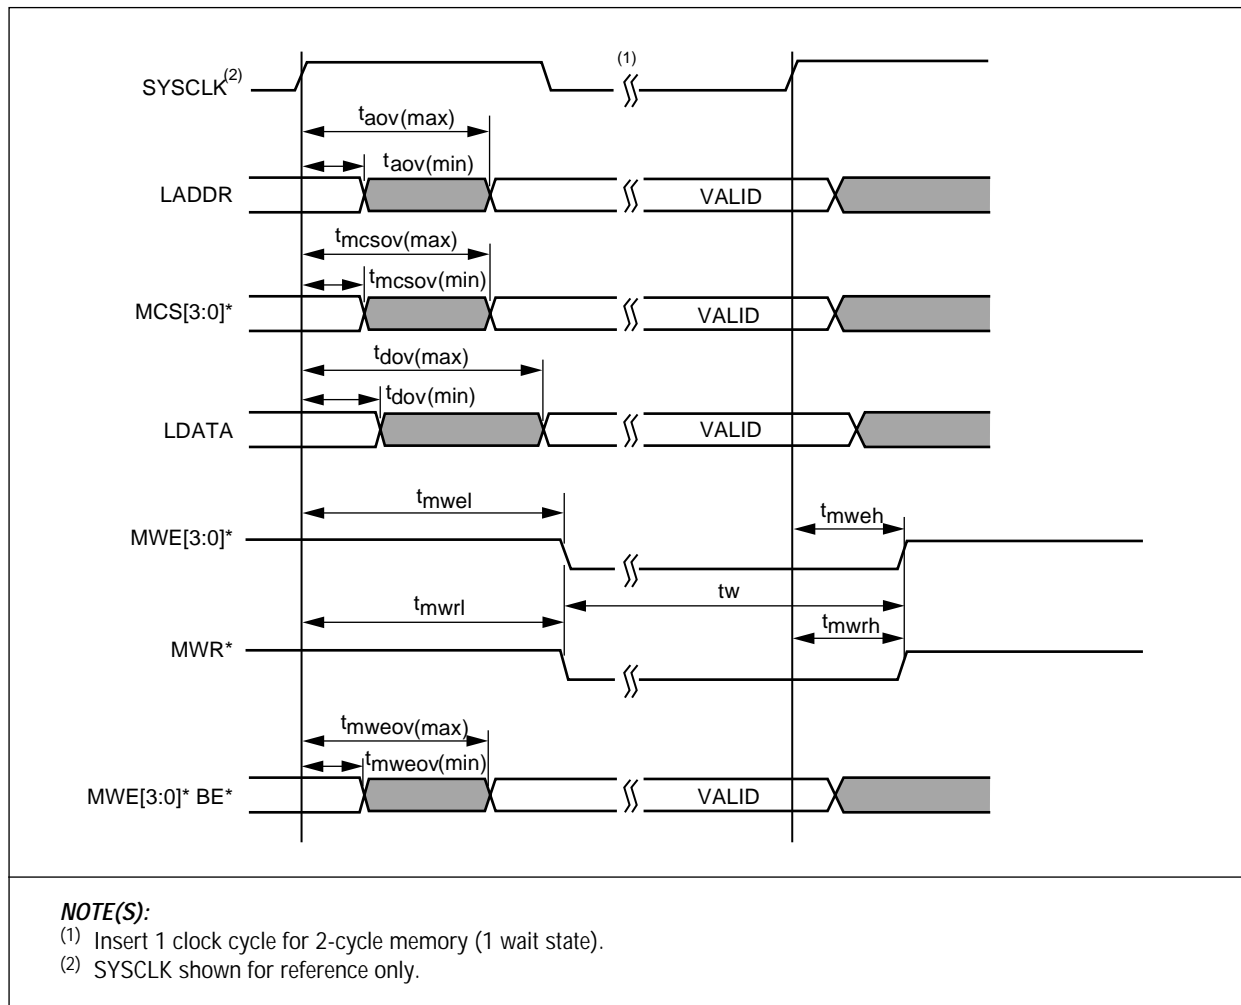 (1)
SYSCLK(2)
taov(max)
taov(min)
LADDR VALID
tmcsov(max)
tmcsov(min)
MCS[3:0]* VALID
tdov(max)
tdov(min)
LDATA VALID
tmwel tmweh
MWE[3:0]*
tw
tmwrl tmwrh
MWR*
tmweov(max)
tmweov(min)
MWE[3:0]* BE* VALID
NOTE(S):
(1) Insert 1 clock cycle for 2-cycle memory (1 wait state).
(2) SYSCLK shown for reference only.